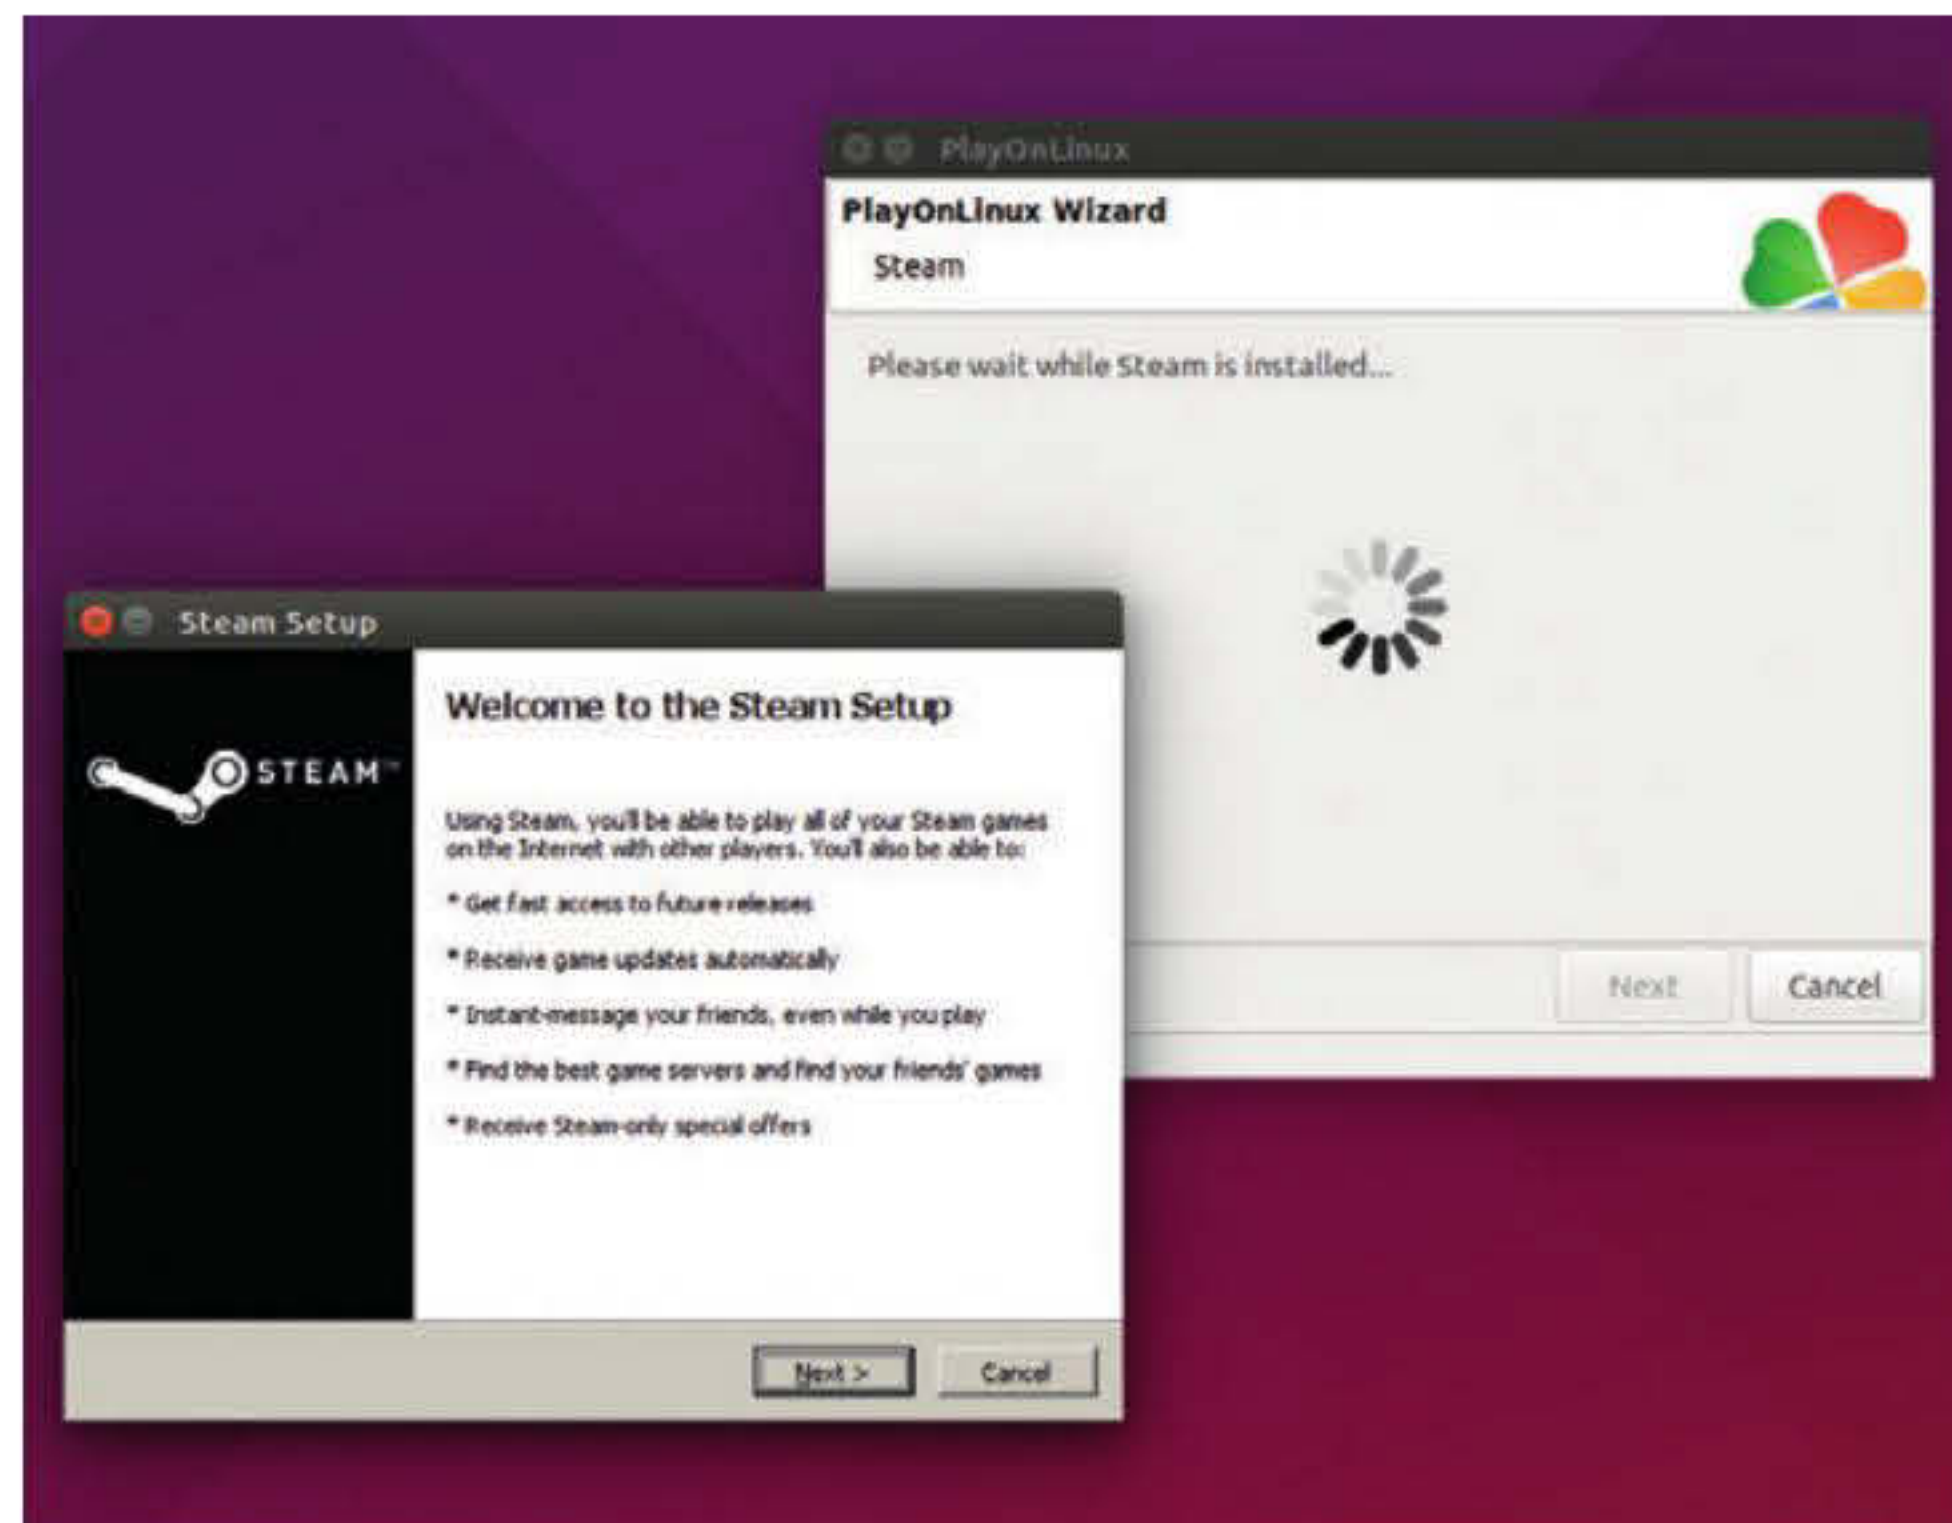 PlayOnLinux
PlayOnLinux Wizard
Steam
Please wait while Steam is installed...
Next
Cancel
Steam Setup
STEAM™
Welcome to the Steam Setup
Using Steam, you'll be able to play all of your Steam games
on the Internet with other players. You'll also be able to:
* Get fast access to future releases
* Receive game updates automatically
* Instant-message your friends, even while you play
* Find the best game servers and find your friends' games
* Receive Steam-only special offers
Next >
Cancel